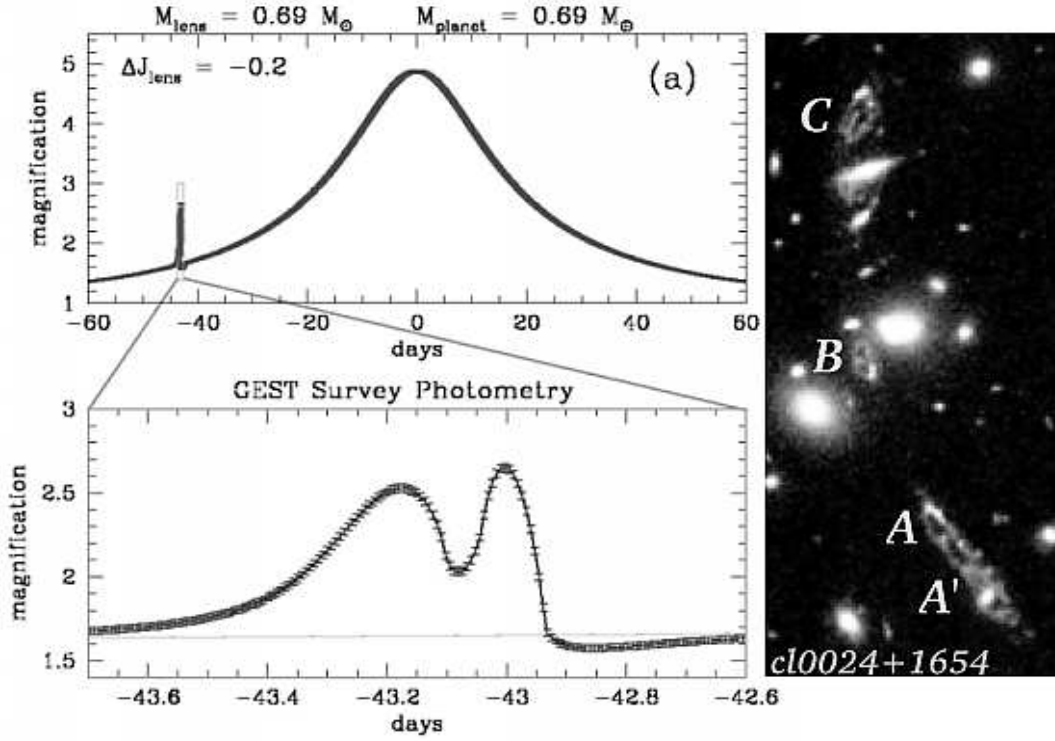 M_lens = 0.69 M_⊙ M_planet = 0.69 M_⊙
ΔJ_lens = −0.2
(a)
magnification
5
4
3
2
1
−60 −40 −20 0 20 40 60
days
GEST Survey Photometry
magnification
3
2.5
2
1.5
−43.6 −43.4 −43.2 −43 −42.8 −42.6
days
C
B
A
A'
cl0024+1654